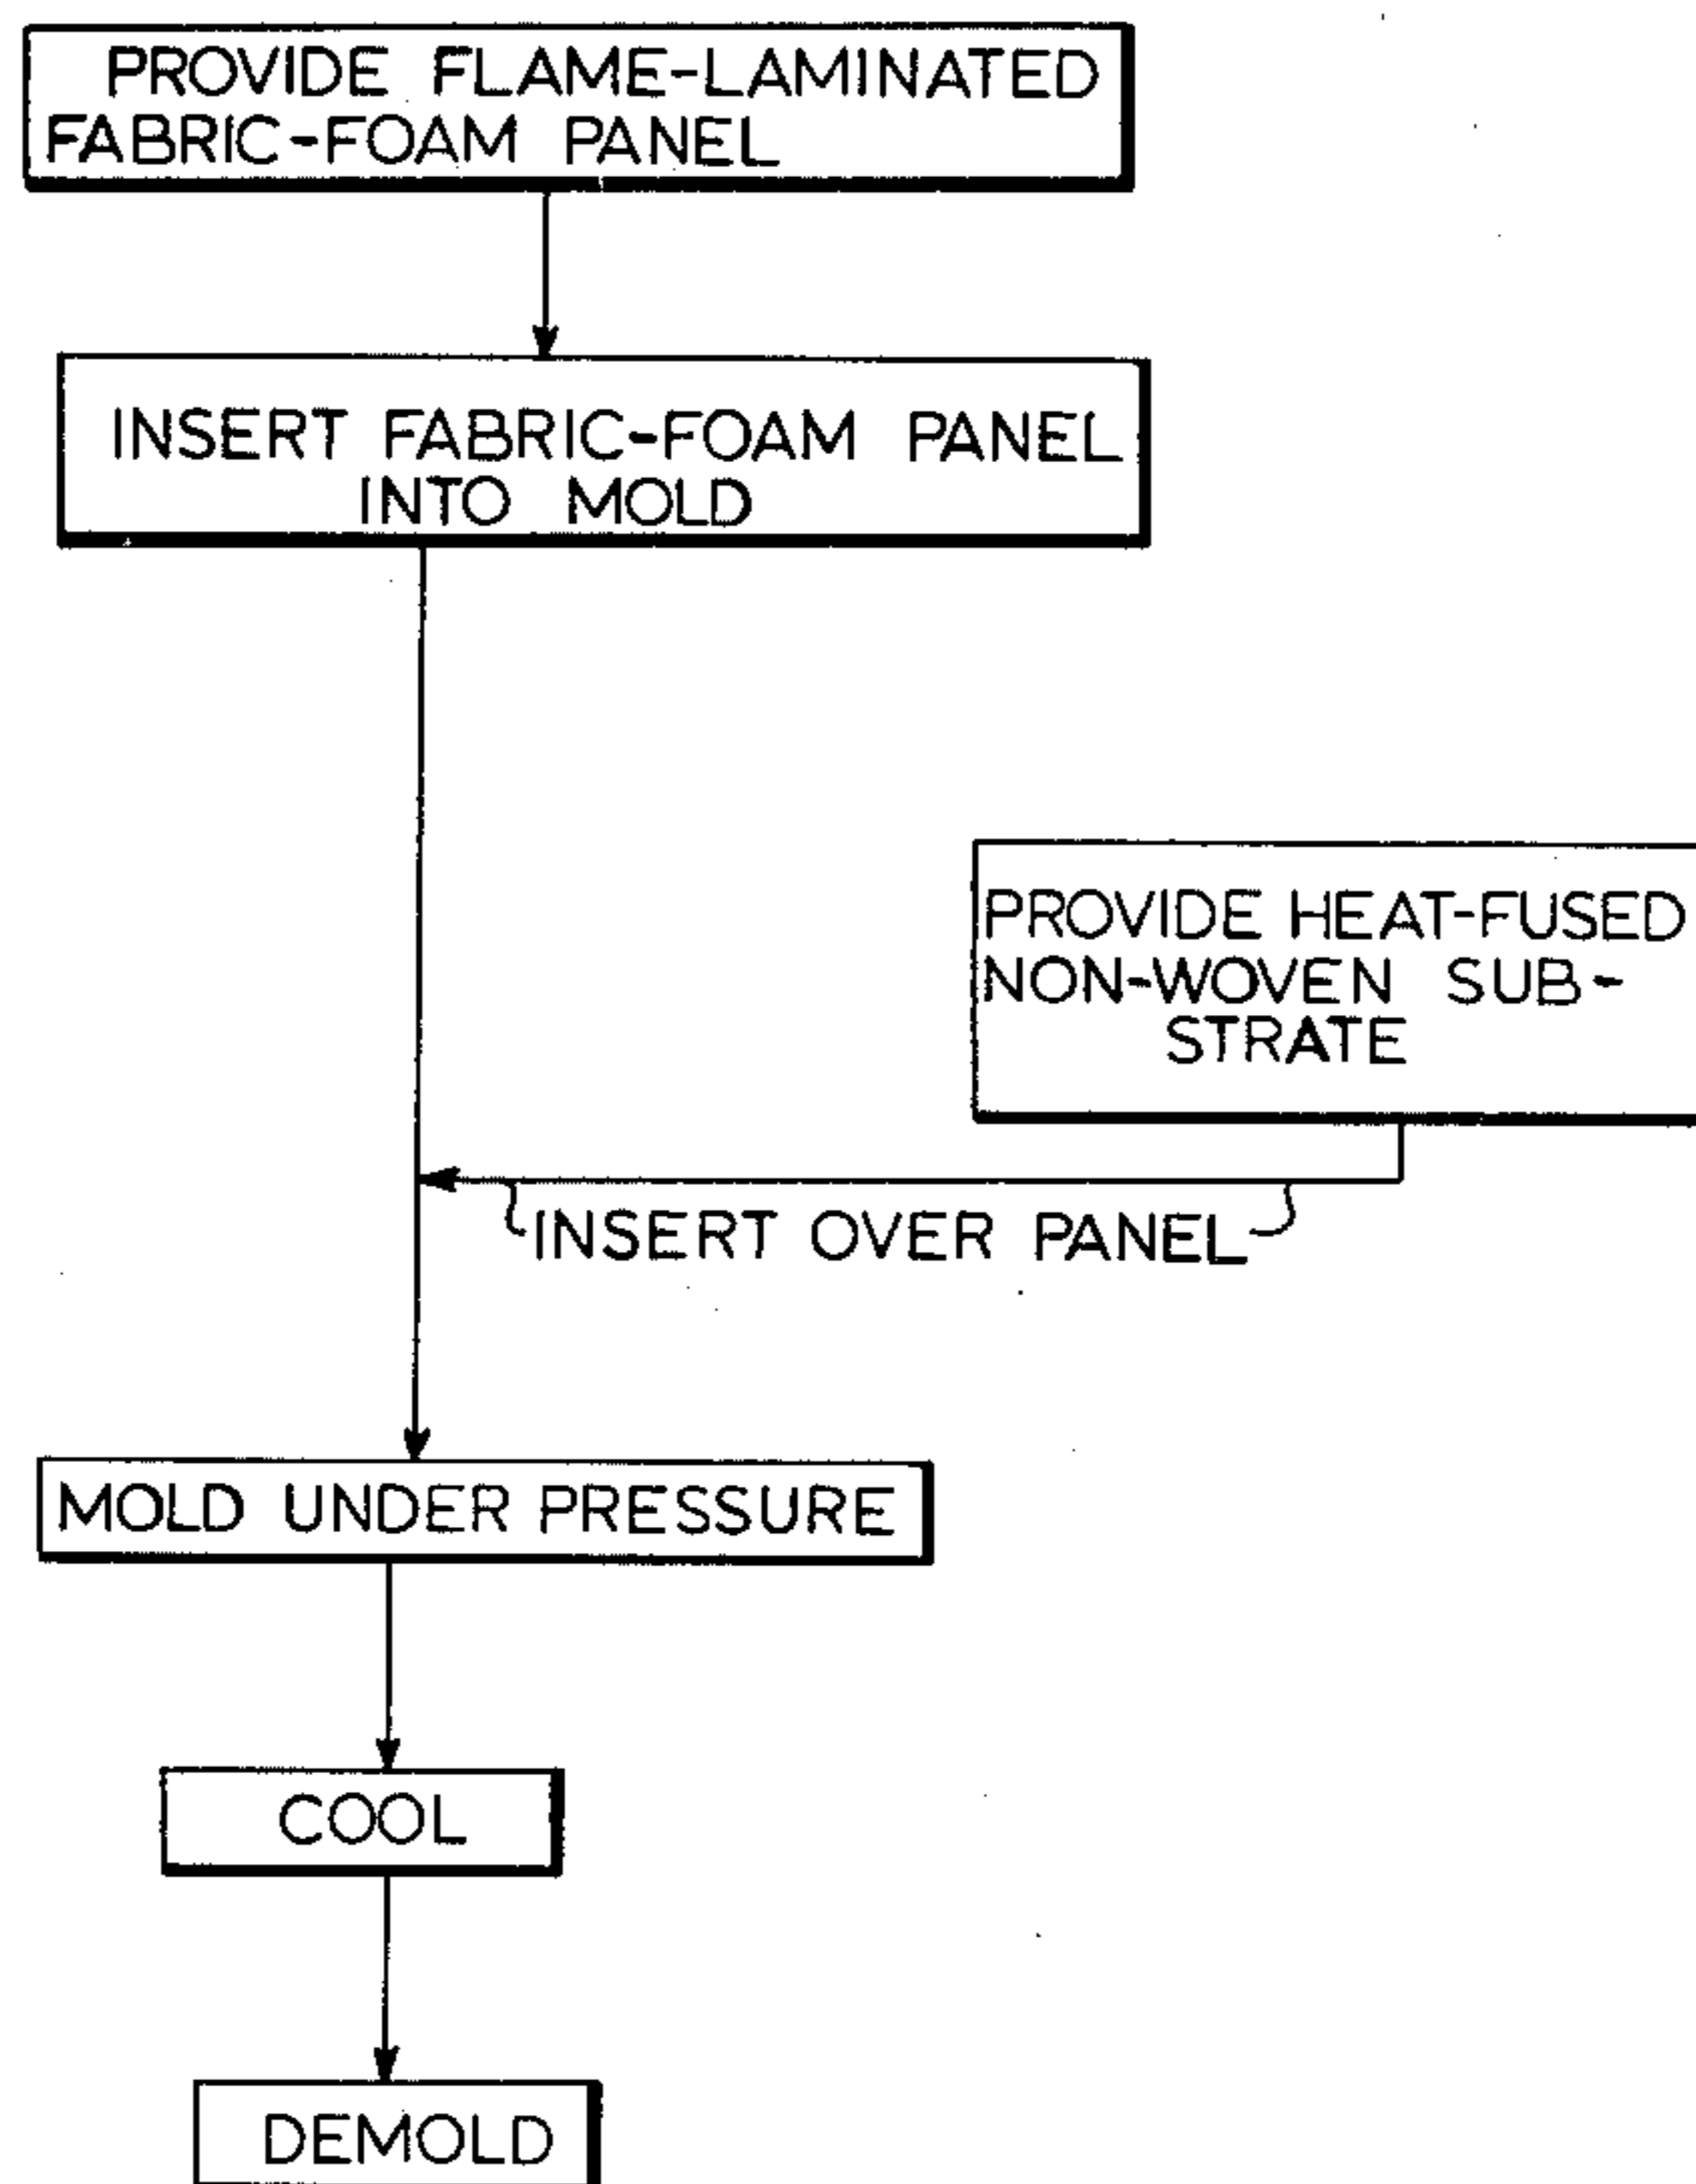 PROVIDE FLAME-LAMINATED
FABRIC-FOAM PANEL
INSERT FABRIC-FOAM PANEL
INTO MOLD
PROVIDE HEAT-FUSED
NON-WOVEN SUB-
STRATE
INSERT OVER PANEL
MOLD UNDER PRESSURE
COOL
DEMOLD